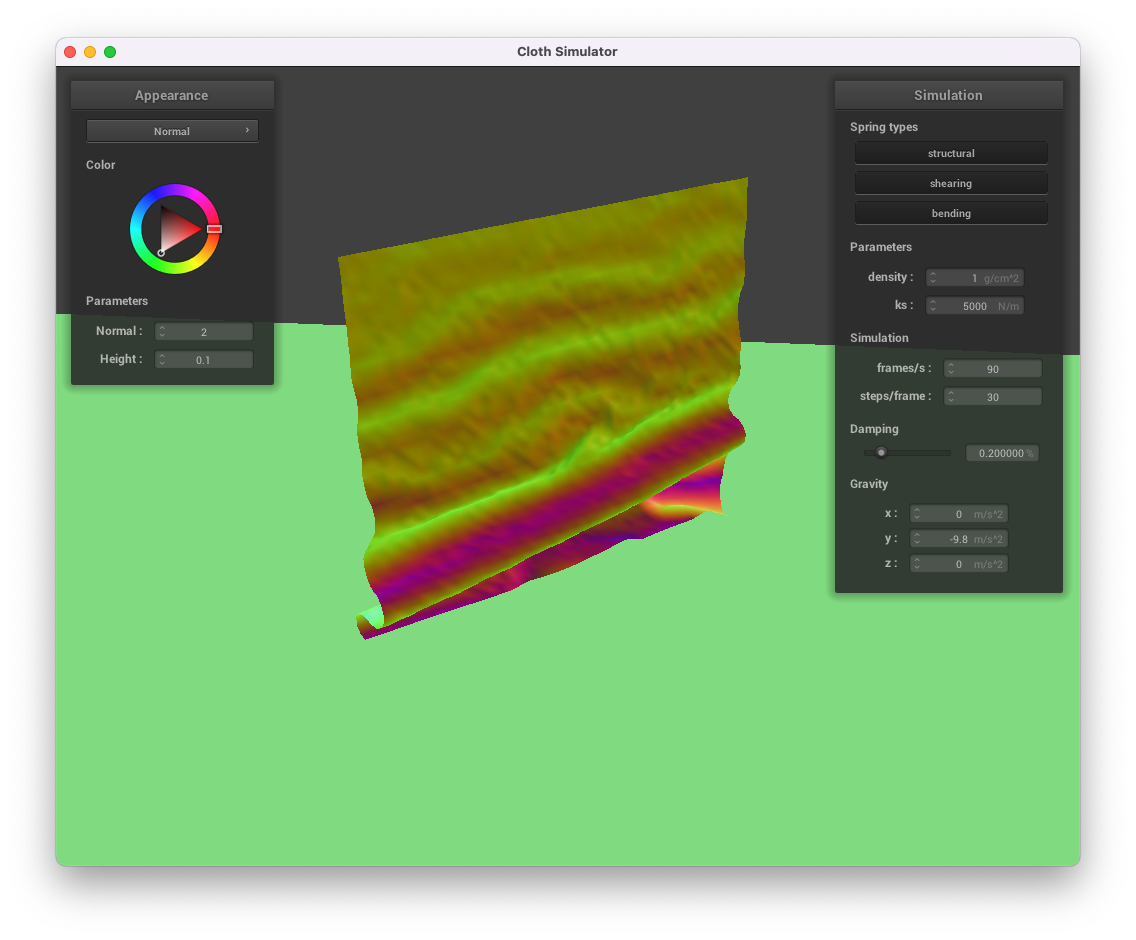 Cloth Simulator
Appearance
Normal ›
Color
Parameters
Normal : 2
Height : 0.1
Simulation
Spring types
structural
shearing
bending
Parameters
density : 1 g/cm^2
ks : 5000 N/m
Simulation
frames/s : 90
steps/frame : 30
Damping
0.200000 %
Gravity
x : 0 m/s^2
y : -9.8 m/s^2
z : 0 m/s^2